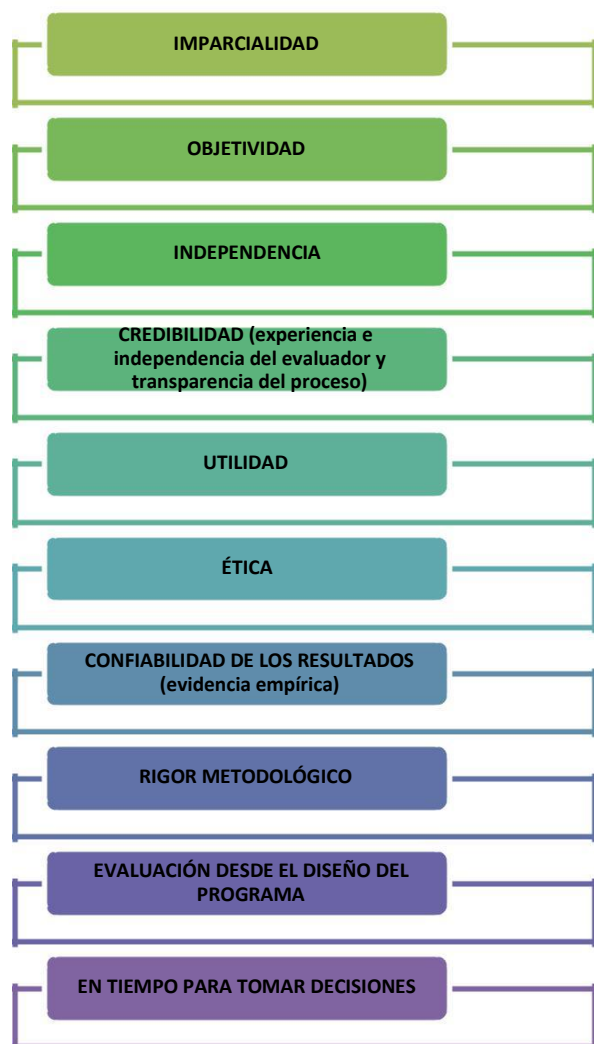 IMPARCIALIDAD
OBJETIVIDAD
INDEPENDENCIA
CREDIBILIDAD (experiencia e
independencia del evaluador y
transparencia del proceso)
UTILIDAD
ÉTICA
CONFIABILIDAD DE LOS RESULTADOS
(evidencia empírica)
RIGOR METODOLÓGICO
EVALUACIÓN DESDE EL DISEÑO DEL
PROGRAMA
EN TIEMPO PARA TOMAR DECISIONES